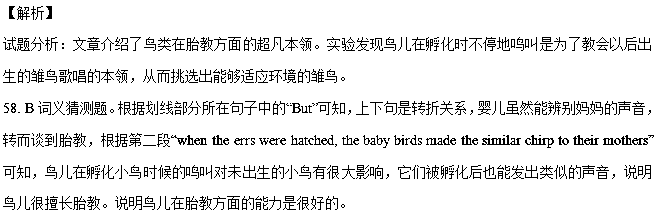 【解析】
试题分析：文章介绍了鸟类在胎教方面的超凡本领。实验发现鸟儿在孵化时不停地鸣叫是为了教会以后出
生的雏鸟歌唱的本领，从而挑选出能够适应环境的雏鸟。
58. B 词义猜测题。根据划线部分所在句子中的“But”可知，上下句是转折关系，婴儿虽然能辨别妈妈的声音，
转而谈到胎教，根据第二段“when the errs were hatched, the baby birds made the similar chirp to their mothers”
可知，鸟儿在孵化小鸟时候的鸣叫对未出生的小鸟有很大影响，它们被孵化后也能发出类似的声音，说明
鸟儿很擅长胎教。说明鸟儿在胎教方面的能力是很好的。